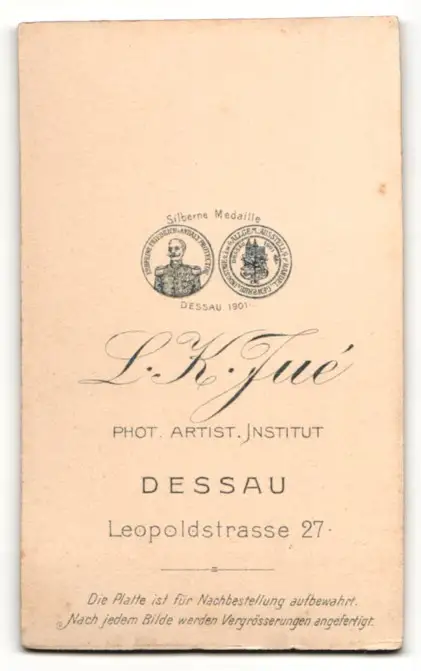 Silberne Medaille
DESSAU 1901.
L. K. Jué
PHOT. ARTIST. JNSTITUT
DESSAU
Leopoldstrasse 27.
Die Platte ist für Nachbestellung aufbewahrt.
Nach jedem Bilde werden Vergrösserungen angefertigt.